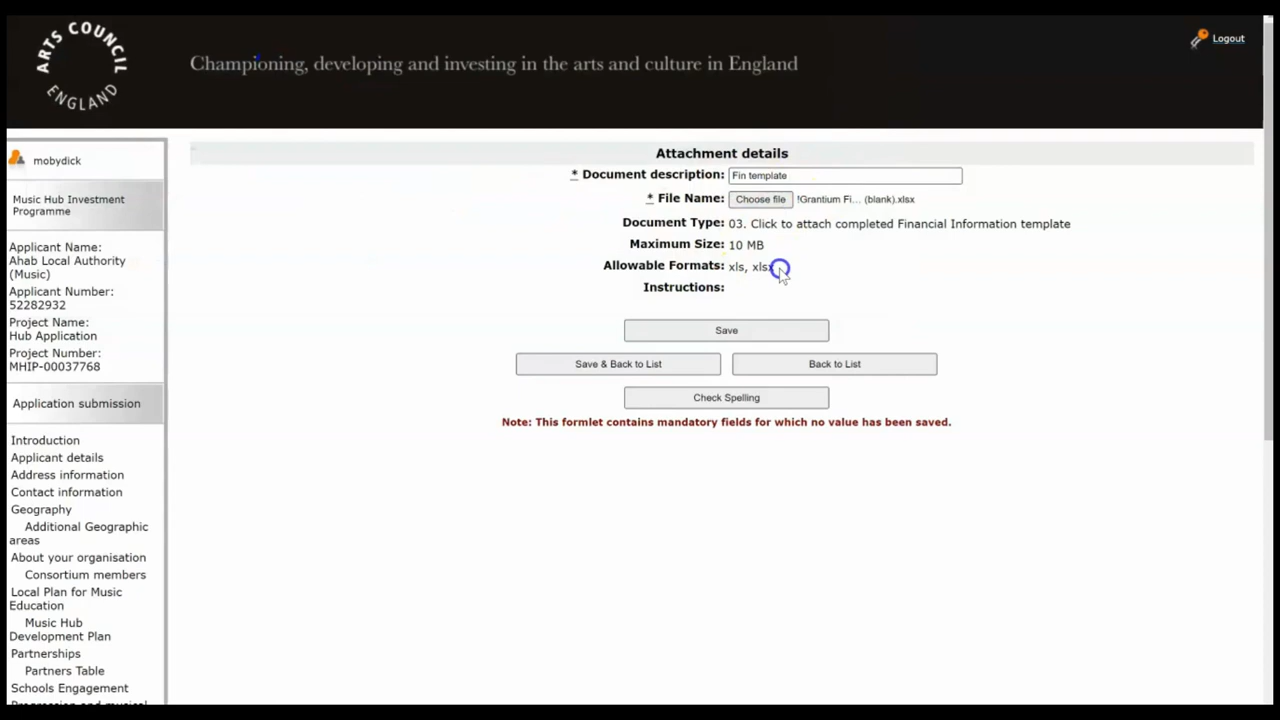 ARTS COUNCIL
ENGLAND
Championing, developing and investing in the arts and culture in England
Logout
mobydick
Music Hub Investment
Programme
Applicant Name:
Ahab Local Authority
(Music)
Applicant Number:
52282932
Project Name:
Hub Application
Project Number:
MHIP-00037768
Application submission
Introduction
Applicant details
Address information
Contact information
Geography
Additional Geographic
areas
About your organisation
Consortium members
Local Plan for Music
Education
Music Hub
Development Plan
Partnerships
Partners Table
Schools Engagement
Progression and musical
Attachment details
* Document description: Fin template
* File Name: Choose file !Grantium Fi... (blank).xlsx
Document Type: 03. Click to attach completed Financial Information template
Maximum Size: 10 MB
Allowable Formats: xls, xlsx
Instructions:
Save
Save & Back to List Back to List
Check Spelling
Note: This formlet contains mandatory fields for which no value has been saved.